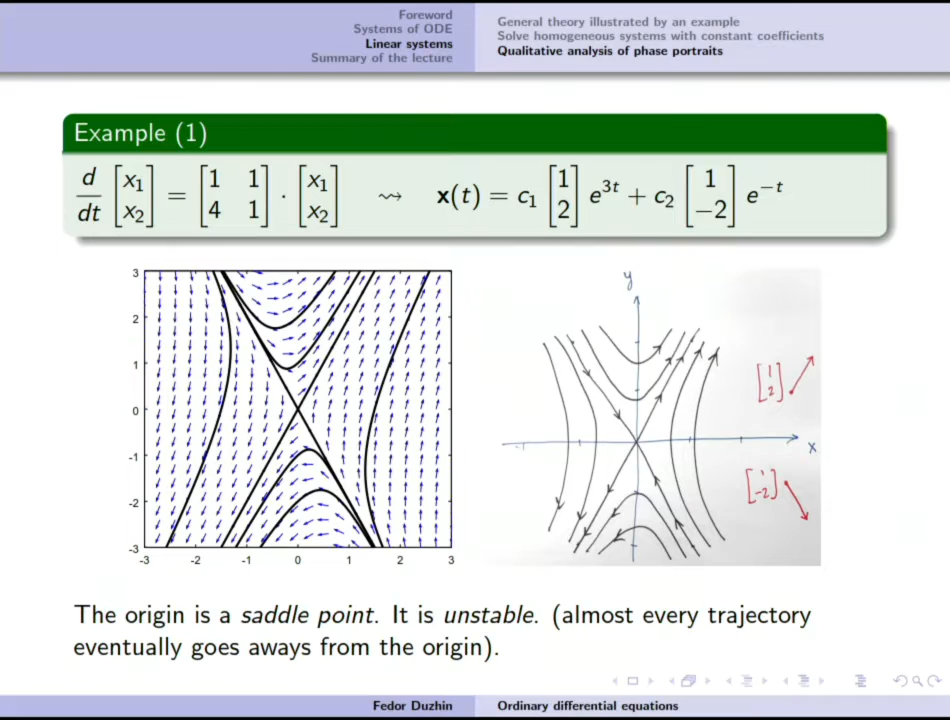 Foreword
Systems of ODE
Linear systems
Summary of the lecture
General theory illustrated by an example
Solve homogeneous systems with constant coefficients
Qualitative analysis of phase portraits
Example (1)
d/dt [x₁ x₂] = [1 1 4 1] · [x₁ x₂] ⇝ x(t) = c₁ [1 2] e^{3t} + c₂ [1 −2] e^{−t}
3
2
1
0
-1
-2
-3
-3 -2 -1 0 1 2 3
y
x
-1
[1 2]
[1 -2]
The origin is a saddle point. It is unstable. (almost every trajectory
eventually goes aways from the origin).
Fedor Duzhin
Ordinary differential equations